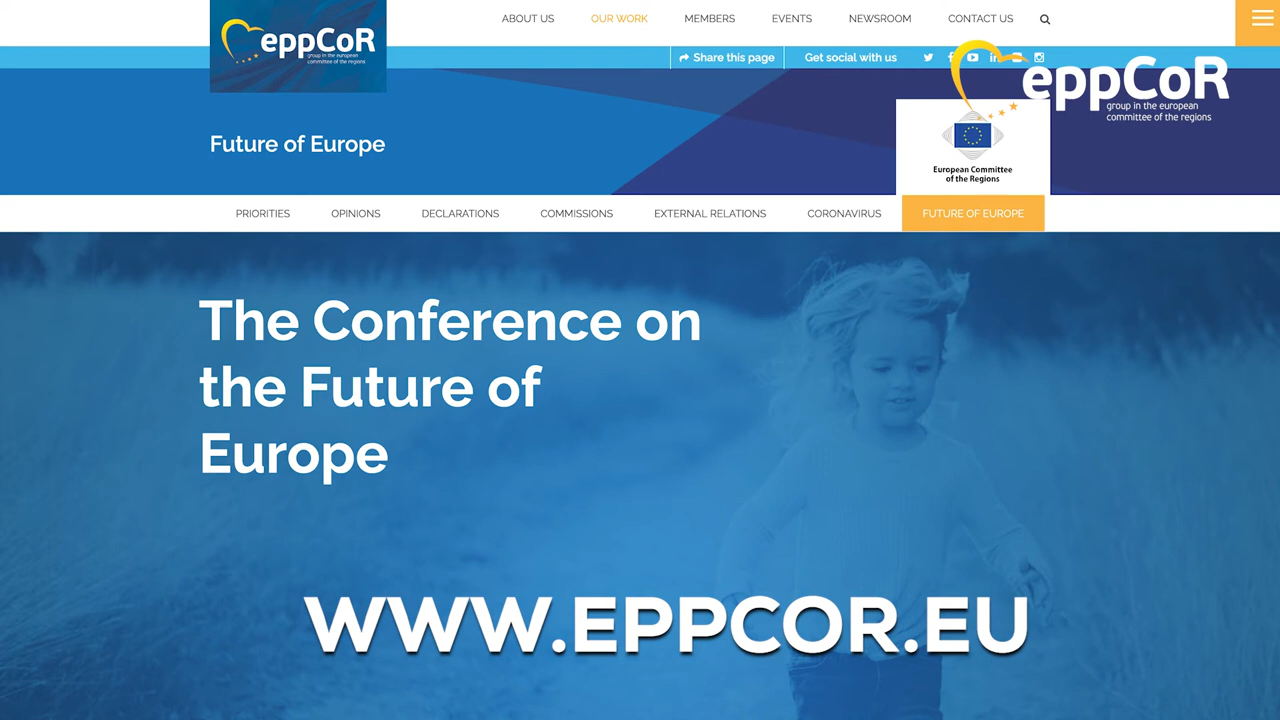 ABOUT US OUR WORK MEMBERS EVENTS NEWSROOM CONTACT US
eppCoR
group in the european
committee of the regions
Share this page Get social with us
eppCoR
group in the european
committee of the regions
Future of Europe
European Committee
of the Regions
PRIORITIES OPINIONS DECLARATIONS COMMISSIONS EXTERNAL RELATIONS CORONAVIRUS FUTURE OF EUROPE
The Conference on
the Future of
Europe
WWW.EPPCOR.EU